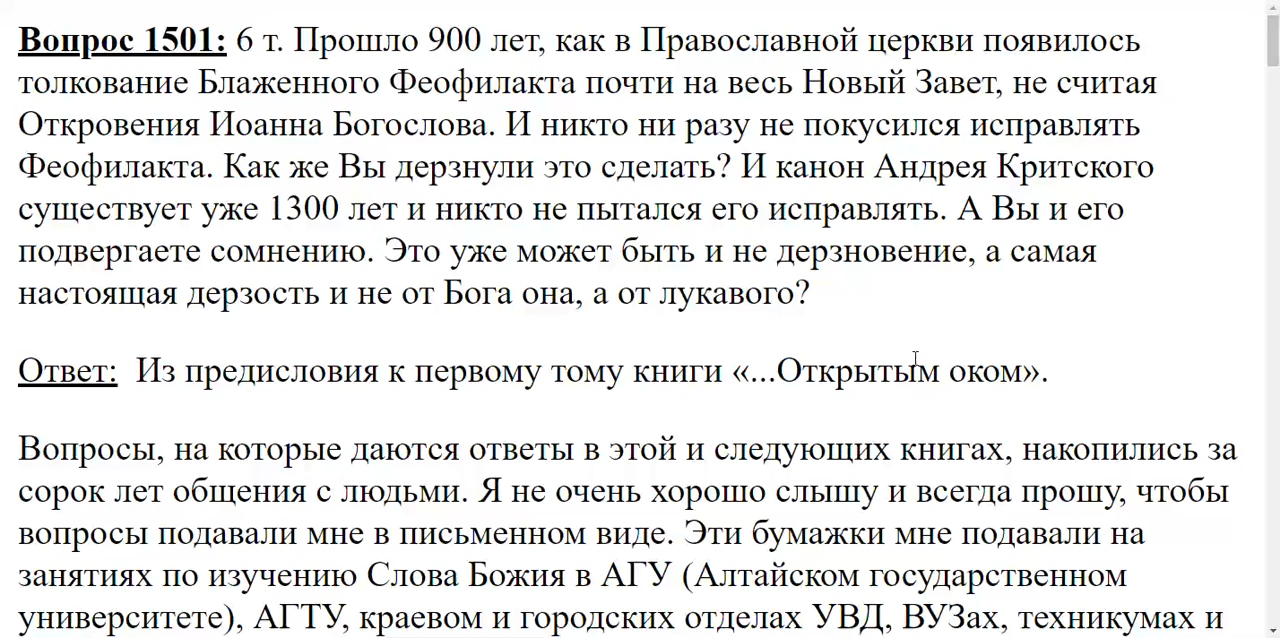 Вопрос 1501: 6 т. Прошло 900 лет, как в Православной церкви появилось
толкование Блаженного Феофилакта почти на весь Новый Завет, не считая
Откровения Иоанна Богослова. И никто ни разу не покусился исправлять
Феофилакта. Как же Вы дерзнули это сделать? И канон Андрея Критского
существует уже 1300 лет и никто не пытался его исправлять. А Вы и его
подвергаете сомнению. Это уже может быть и не дерзновение, а самая
настоящая дерзость и не от Бога она, а от лукавого?
Ответ: Из предисловия к первому тому книги «...Открытым оком».
Вопросы, на которые даются ответы в этой и следующих книгах, накопились за
сорок лет общения с людьми. Я не очень хорошо слышу и всегда прошу, чтобы
вопросы подавали мне в письменном виде. Эти бумажки мне подавали на
занятиях по изучению Слова Божия в АГУ (Алтайском государственном
университете), АГТУ, краевом и городских отделах УВД, ВУЗах, техникумах и